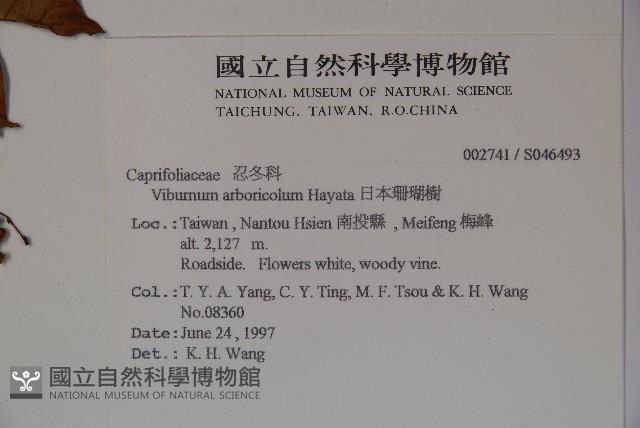 國立自然科學博物館
NATIONAL MUSEUM OF NATURAL SCIENCE
TAICHUNG, TAIWAN, R.O.CHINA
002741 / S046493
Caprifoliaceae 忍冬科
Viburnum arboricolum Hayata 日本珊瑚樹
Loc.:Taiwan , Nantou Hsien 南投縣 , Meifeng 梅峰
alt. 2,127 m.
Roadside. Flowers white, woody vine.
Col.:T. Y. A. Yang, C. Y. Ting, M. F. Tsou & K. H. Wang
No.08360
Date:June 24 , 1997
Det.: K. H. Wang
國立自然科學博物館
NATIONAL MUSEUM OF NATURAL SCIENCE